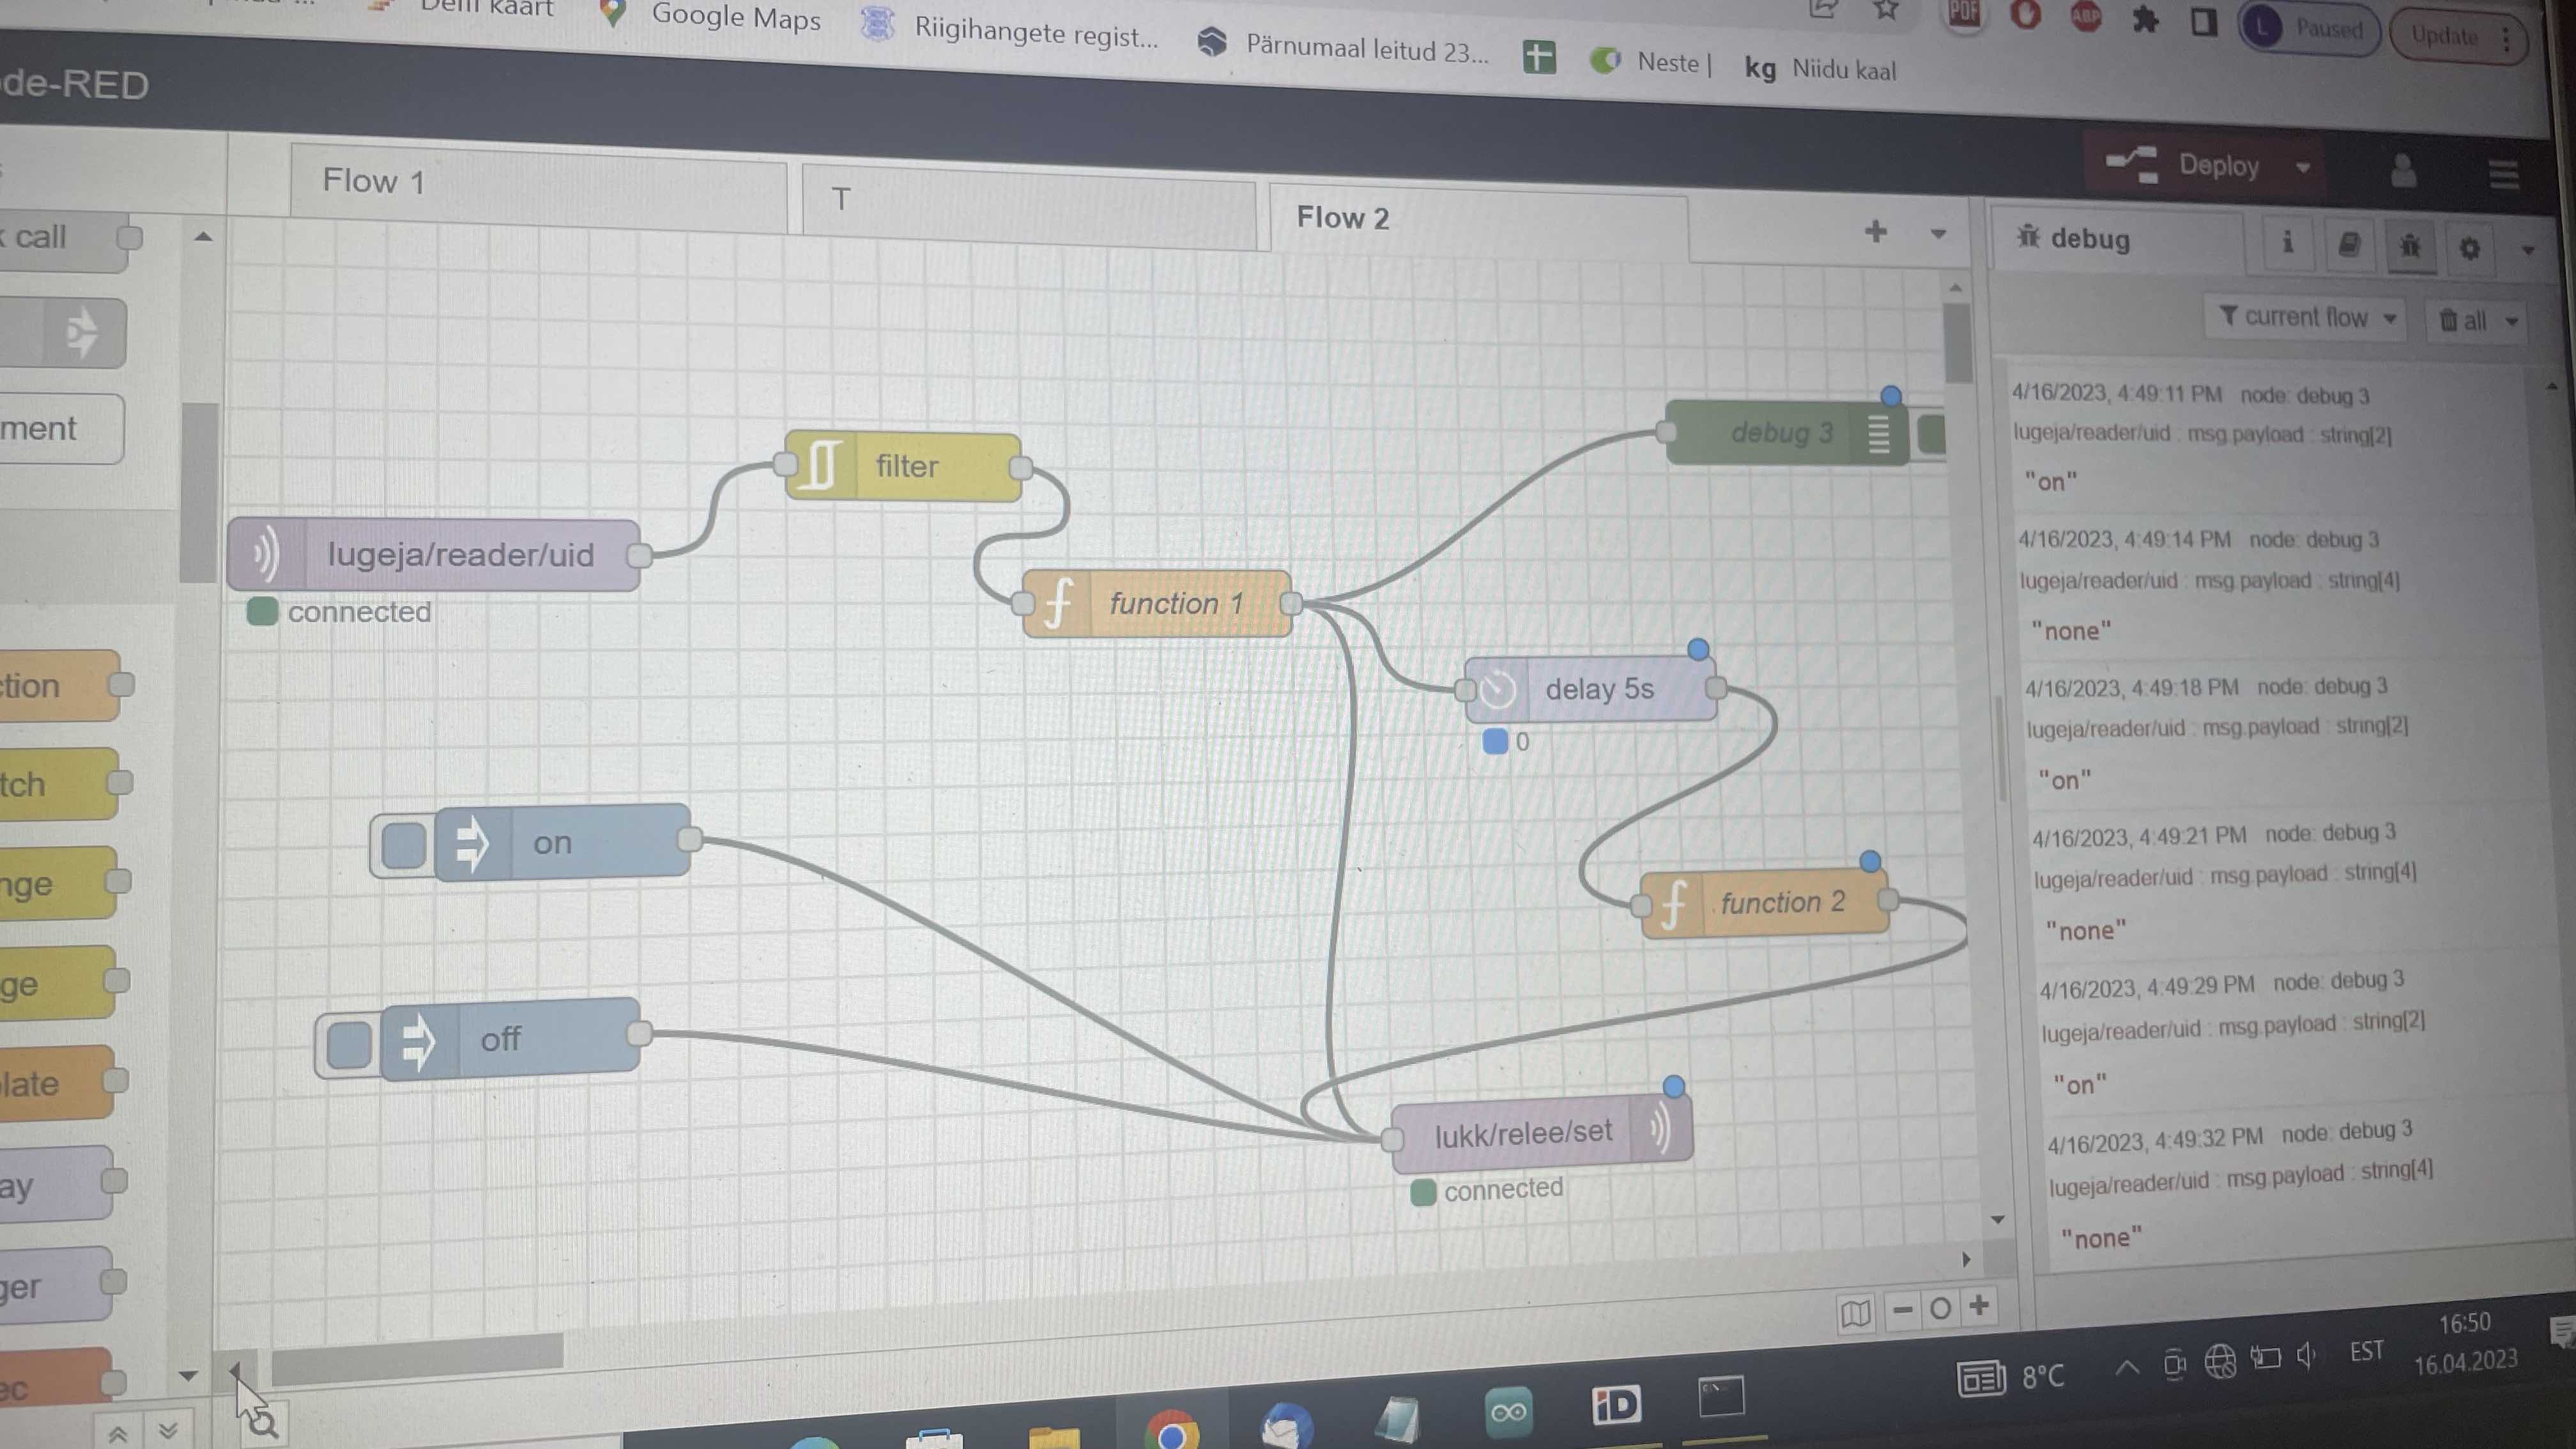 Delfi kaart
Google Maps
Riigihangete regist...
Pärnumaal leitud 23...
Neste |
kg Niidu kaal
PDF
ABP
L Paused
Update
de-RED
Deploy
Flow 1
T
Flow 2
debug
current flow
all
call
ment
ction
tch
nge
ge
late
ay
ger
ec
filter
lugeja/reader/uid
connected
function 1
debug 3
delay 5s
0
on
function 2
off
lukk/relee/set
connected
4/16/2023, 4:49:11 PM node: debug 3
lugeja/reader/uid : msg.payload : string[2]
"on"
4/16/2023, 4:49:14 PM node: debug 3
lugeja/reader/uid : msg.payload : string[4]
"none"
4/16/2023, 4:49:18 PM node: debug 3
lugeja/reader/uid : msg.payload : string[2]
"on"
4/16/2023, 4:49:21 PM node: debug 3
lugeja/reader/uid : msg.payload : string[4]
"none"
4/16/2023, 4:49:29 PM node: debug 3
lugeja/reader/uid : msg.payload : string[2]
"on"
4/16/2023, 4:49:32 PM node: debug 3
lugeja/reader/uid : msg.payload : string[4]
"none"
iD
8°C
EST
16:50
16.04.2023